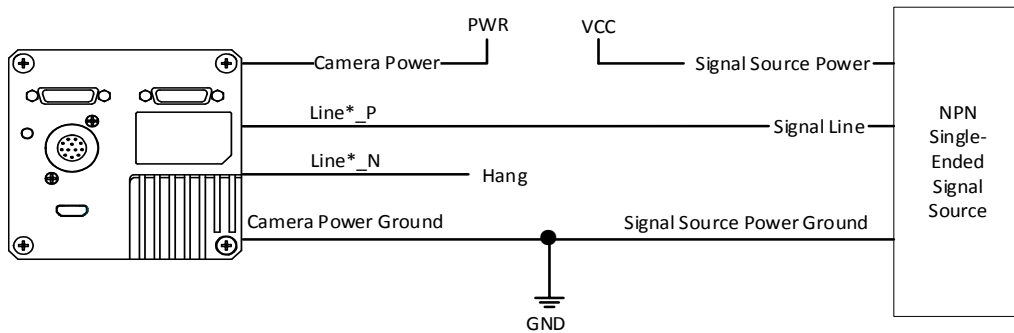 PWR
VCC
Camera Power
Signal Source Power
Line*_P
Signal Line
NPN
Single-
Ended
Signal
Source
Line*_N
Hang
Camera Power Ground
Signal Source Power Ground
GND